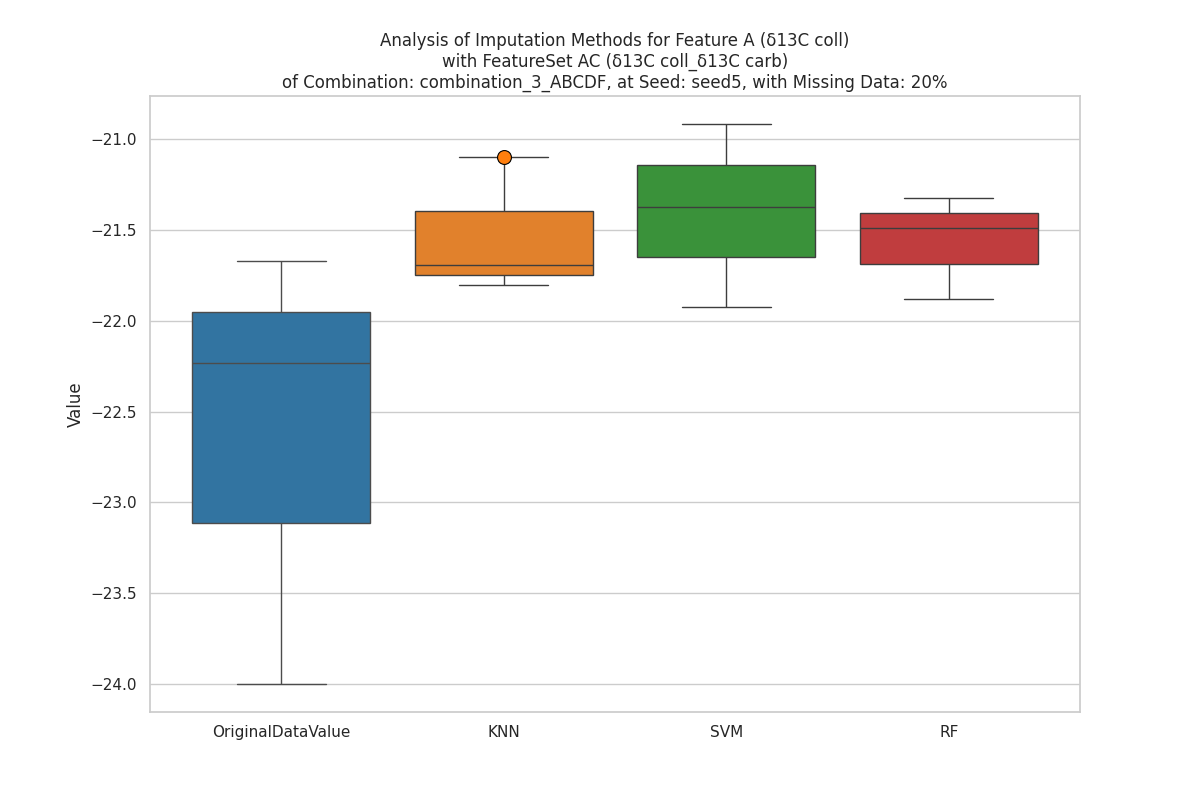 Analysis of Imputation Methods for Feature A (δ13C coll)
with FeatureSet AC (δ13C coll_δ13C carb)
of Combination: combination_3_ABCDF, at Seed: seed5, with Missing Data: 20%
−21.0
−21.5
−22.0
−22.5
−23.0
−23.5
−24.0
Value
OriginalDataValue
KNN
SVM
RF